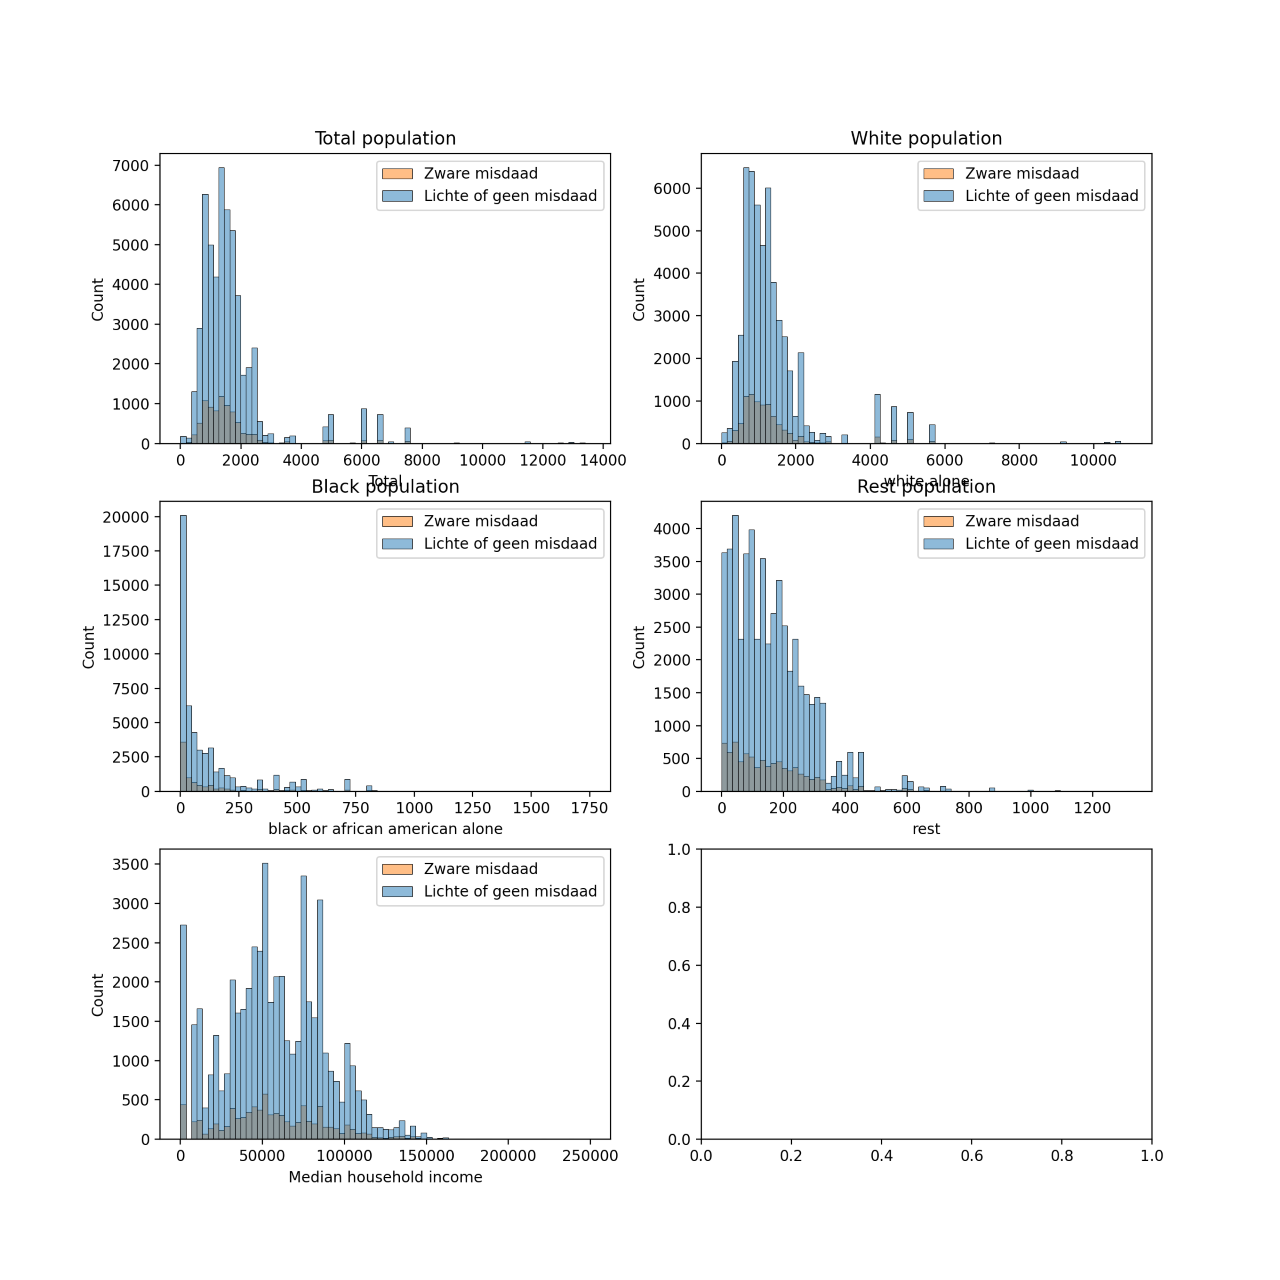 Total population
Zware misdaad
Lichte of geen misdaad
7000
6000
5000
4000
3000
2000
1000
0
Count
0 2000 4000 6000 8000 10000 12000 14000
Total
White population
Zware misdaad
Lichte of geen misdaad
6000
5000
4000
3000
2000
1000
0
Count
0 2000 4000 6000 8000 10000
white alone
Black population
Zware misdaad
Lichte of geen misdaad
20000
17500
15000
12500
10000
7500
5000
2500
0
Count
0 250 500 750 1000 1250 1500 1750
black or african american alone
Rest population
Zware misdaad
Lichte of geen misdaad
4000
3500
3000
2500
2000
1500
1000
500
0
Count
0 200 400 600 800 1000 1200
rest
Zware misdaad
Lichte of geen misdaad
3500
3000
2500
2000
1500
1000
500
0
Count
0 50000 100000 150000 200000 250000
Median household income
1.0
0.8
0.6
0.4
0.2
0.0
0.0 0.2 0.4 0.6 0.8 1.0